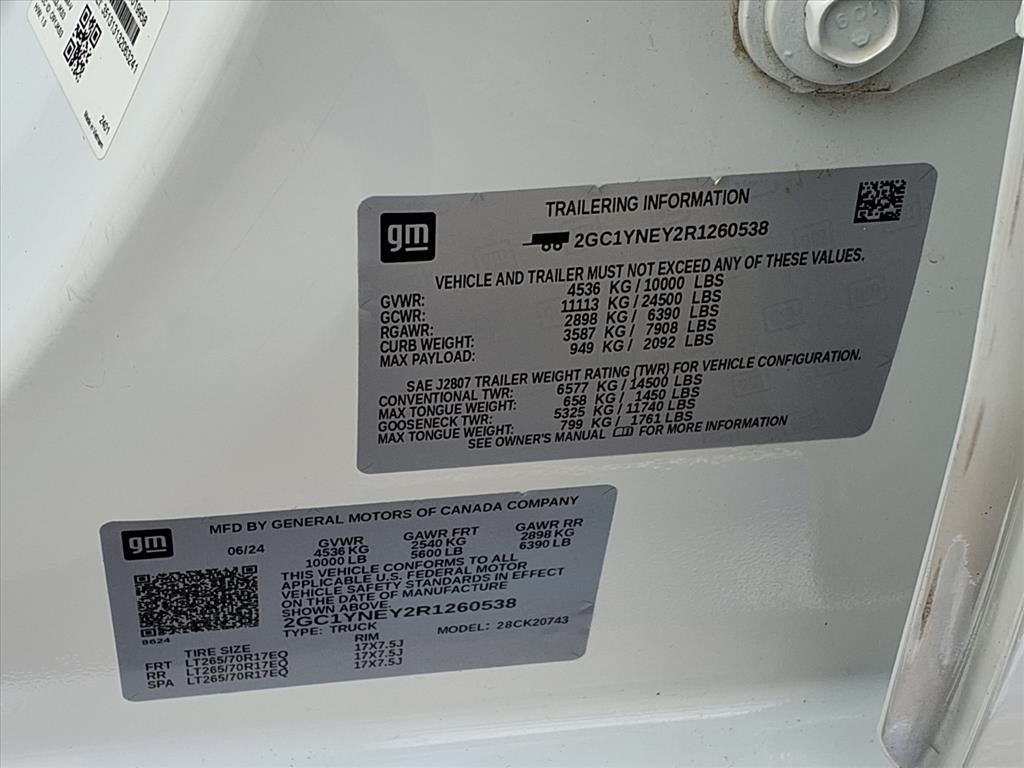 35131320963241
2401
Made in Vietnam
109
gm
TRAILERING INFORMATION
2GC1YNEY2R1260538
VEHICLE AND TRAILER MUST NOT EXCEED ANY OF THESE VALUES.
GVWR: 4536 KG / 10000 LBS
GCWR: 11113 KG / 24500 LBS
RGAWR: 2898 KG / 6390 LBS
CURB WEIGHT: 3587 KG / 7908 LBS
MAX PAYLOAD: 949 KG / 2092 LBS
SAE J2807 TRAILER WEIGHT RATING (TWR) FOR VEHICLE CONFIGURATION.
CONVENTIONAL TWR: 6577 KG / 14500 LBS
MAX TONGUE WEIGHT: 658 KG / 1450 LBS
GOOSENECK TWR: 5325 KG / 11740 LBS
MAX TONGUE WEIGHT: 799 KG / 1761 LBS
SEE OWNER'S MANUAL FOR MORE INFORMATION
gm
MFD BY GENERAL MOTORS OF CANADA COMPANY
06/24 GVWR GAWR FRT GAWR RR
4536 KG 2540 KG 2898 KG
10000 LB 5600 LB 6390 LB
THIS VEHICLE CONFORMS TO ALL
APPLICABLE U.S. FEDERAL MOTOR
VEHICLE SAFETY STANDARDS IN EFFECT
ON THE DATE OF MANUFACTURE
SHOWN ABOVE.
2GC1YNEY2R1260538
TYPE: TRUCK MODEL: 28CK20743
8624
TIRE SIZE RIM
FRT LT265/70R17EQ 17X7.5J
RR LT265/70R17EQ 17X7.5J
SPA LT265/70R17EQ 17X7.5J